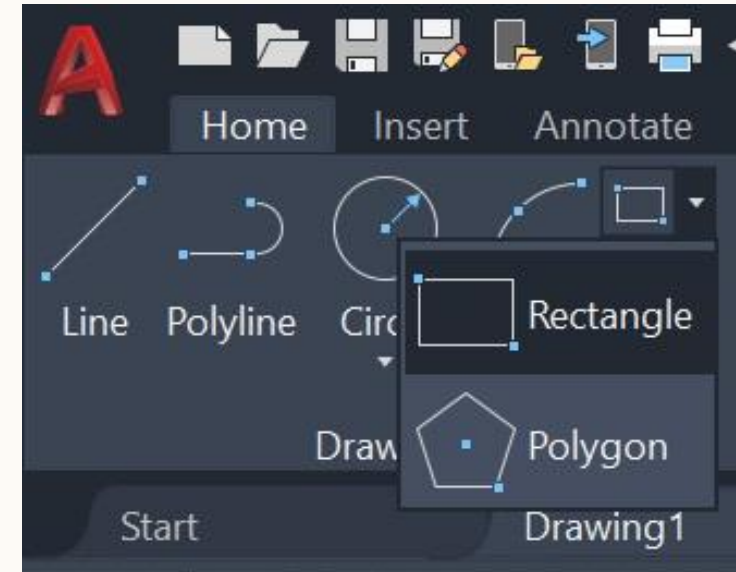 Home Insert Annotate
Line Polyline Circ
Rectangle
Polygon
Draw
Start Drawing1